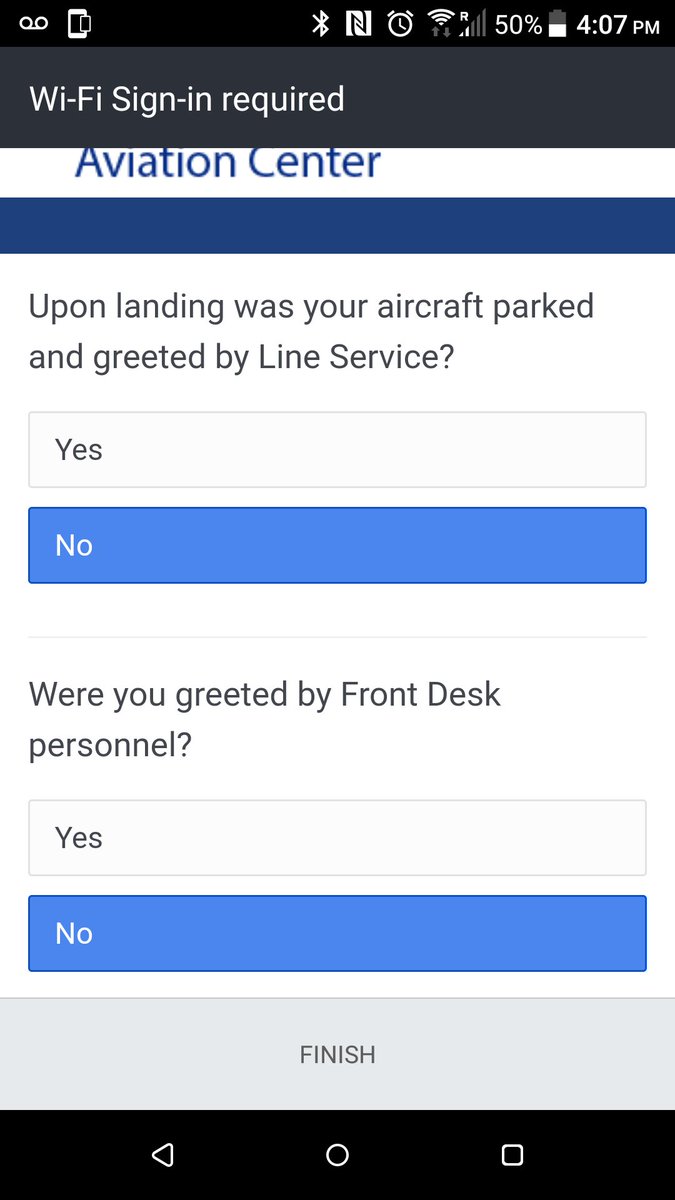 50% 4:07 PM
Wi-Fi Sign-in required
Aviation Center
Upon landing was your aircraft parked
and greeted by Line Service?
Yes
No
Were you greeted by Front Desk
personnel?
Yes
No
FINISH